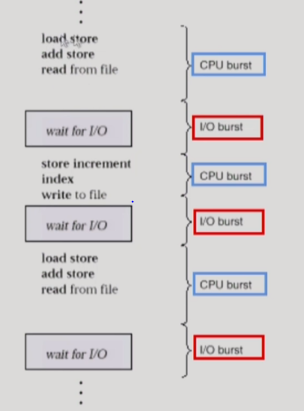 load store
add store
read from file
CPU burst
wait for I/O
I/O burst
store increment
index
write to file
CPU burst
wait for I/O
I/O burst
load store
add store
read from file
CPU burst
wait for I/O
I/O burst